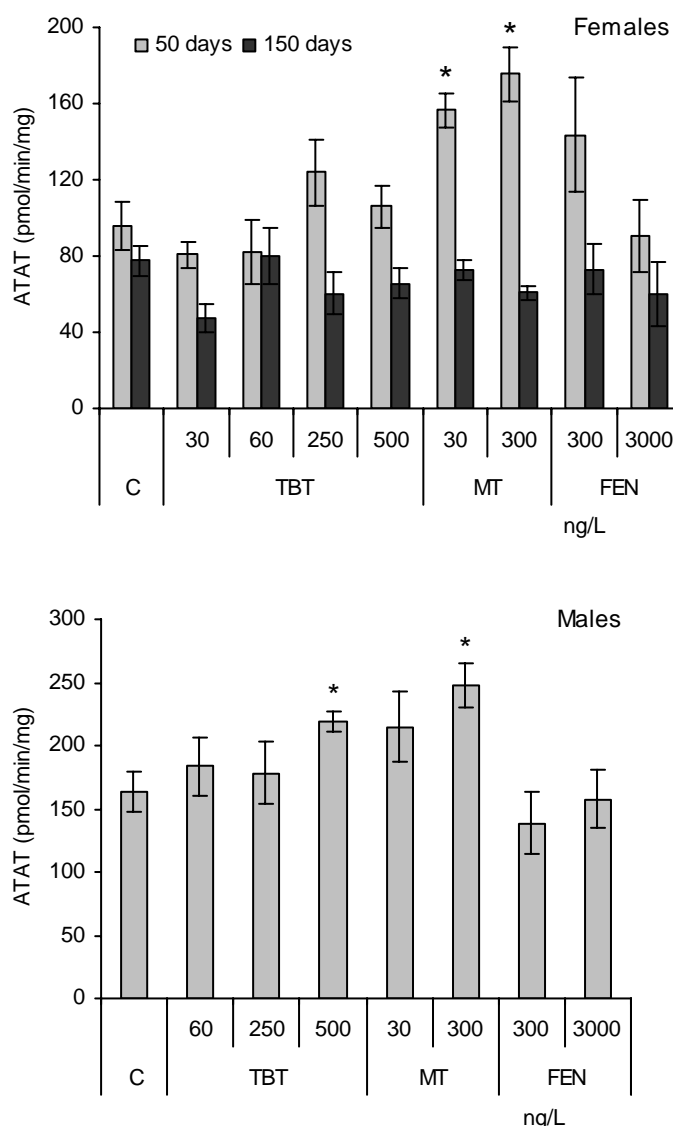 200
Females
50 days 150 days
*
*
160
120
80
40
0
ATAT (pmol/min/mg)
30 60 250 500 30 300 300 3000
C TBT MT FEN
ng/L
300
Males
250
*
*
200
150
100
50
0
ATAT (pmol/min/mg)
60 250 500 30 300 300 3000
C TBT MT FEN
ng/L